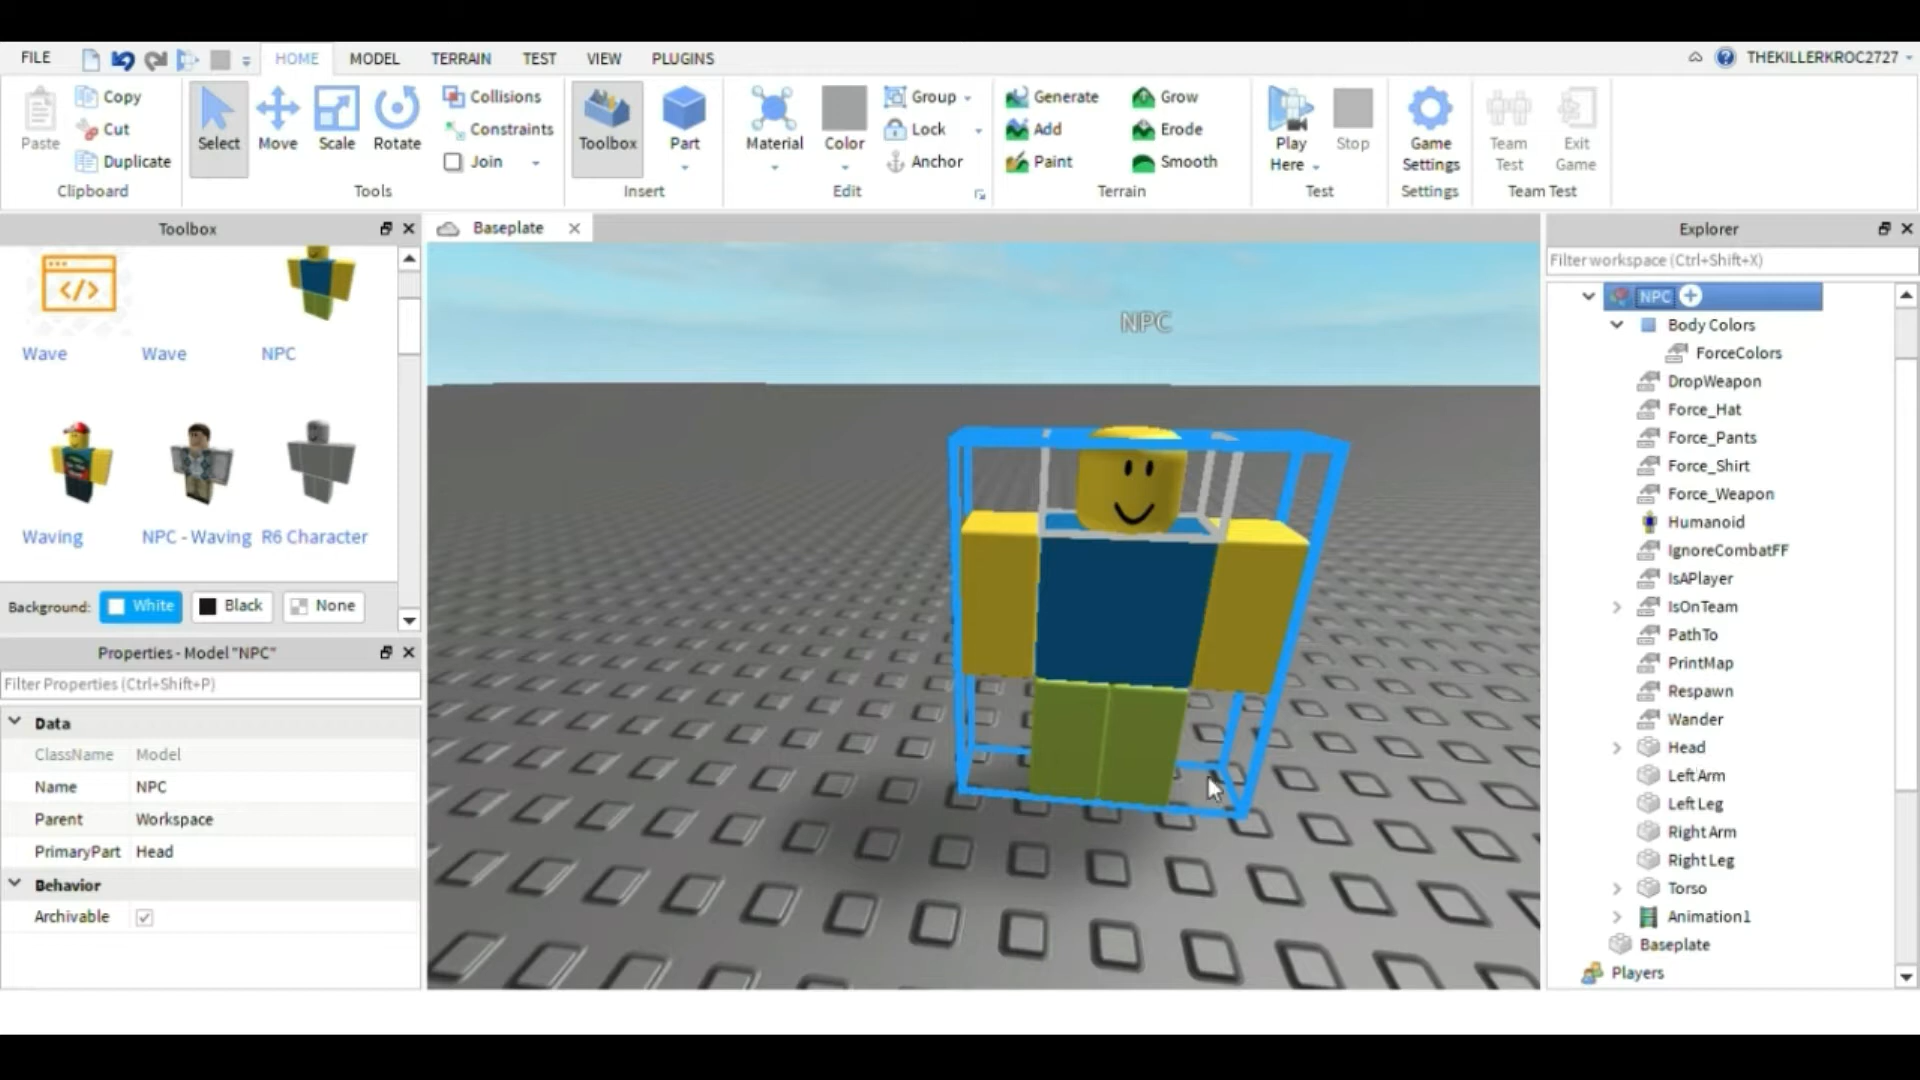 FILE HOME MODEL TERRAIN TEST VIEW PLUGINS THEKILLERKROC2727
Paste Copy Cut Duplicate
Clipboard
Select Move Scale Rotate Collisions Constraints Join
Tools
Toolbox Part
Insert
Material Color Group Lock Anchor
Edit
Generate Grow
Add Erode
Paint Smooth
Terrain
Play Here Stop
Test
Game Settings
Settings
Team Test Exit Game
Team Test
Toolbox
Wave Wave NPC
Waving NPC - Waving R6 Character
Background: White Black None
Properties - Model "NPC"
Filter Properties (Ctrl+Shift+P)
Data
ClassName Model
Name NPC
Parent Workspace
PrimaryPart Head
Behavior
Archivable
Baseplate
NPC
Explorer
Filter workspace (Ctrl+Shift+X)
NPC
Body Colors
ForceColors
DropWeapon
Force_Hat
Force_Pants
Force_Shirt
Force_Weapon
Humanoid
IgnoreCombatFF
IsAPlayer
IsOnTeam
PathTo
PrintMap
Respawn
Wander
Head
Left Arm
Left Leg
Right Arm
Right Leg
Torso
Animation1
Baseplate
Players